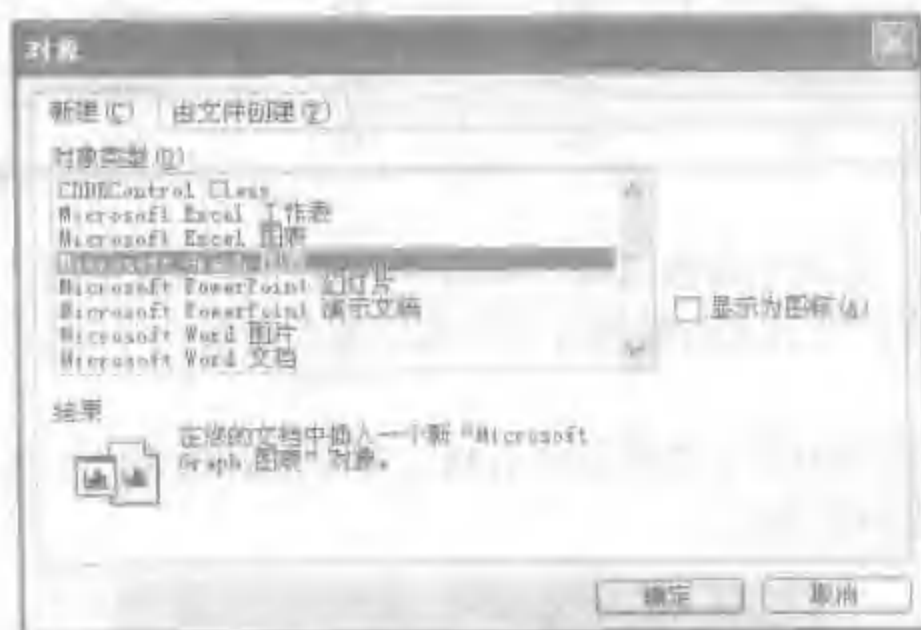 对象
新建(C) 由文件创建(F)
对象类型(O)
Control Class
Microsoft Excel 工作表
Microsoft Excel 图表
Microsoft PowerPoint 幻灯片
Microsoft PowerPoint 演示文稿
Microsoft Word 图片
Microsoft Word 文档
显示为图标(A)
结果
在您的文档中插入一个新“Microsoft
Graph 图表”对象。
确定 取消